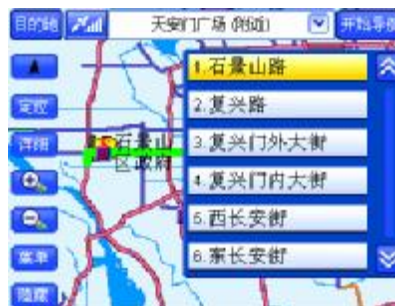 目的地
天安门广场(附近)
开始导航
1.石景山路
定位
2.复兴路
详细
3.复兴门外大街
石景山
区政府
4.复兴门内大街
5.西长安街
菜单
6.东长安街
隐藏